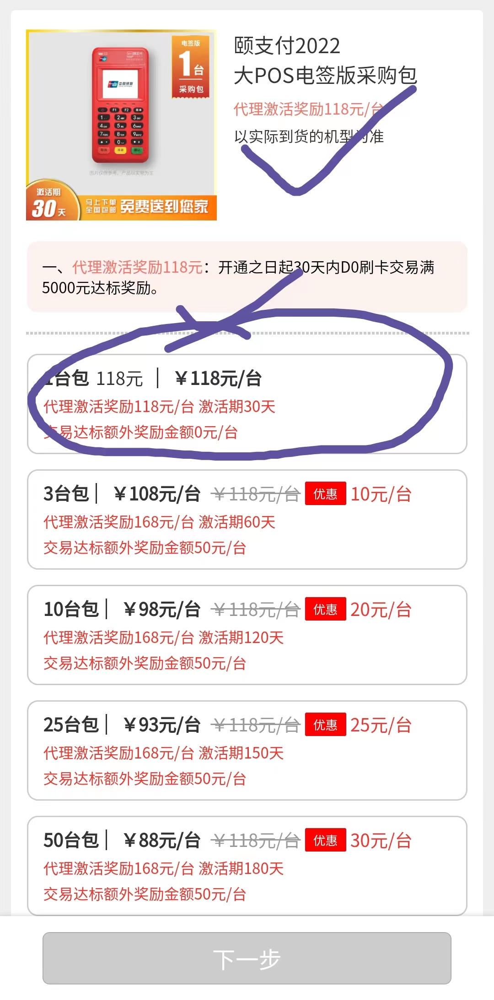 电签版
1台
采购包
中国银联
F1 F2
图片仅供参考，产品以实物为主
激活期
30天
马上下单
全国包邮
免费送到您家
颐支付2022
大POS电签版采购包
代理激活奖励118元/台
以实际到货的机型为准
一、代理激活奖励118元：开通之日起30天内D0刷卡交易满
5000元达标奖励。
1台包 118元 | ￥118元/台
代理激活奖励118元/台 激活期30天
交易达标额外奖励金额0元/台
3台包| ￥108元/台 ￥118元/台 优惠 10元/台
代理激活奖励168元/台 激活期60天
交易达标额外奖励金额50元/台
10台包| ￥98元/台 ￥118元/台 优惠 20元/台
代理激活奖励168元/台 激活期120天
交易达标额外奖励金额50元/台
25台包| ￥93元/台 ￥118元/台 优惠 25元/台
代理激活奖励168元/台 激活期150天
交易达标额外奖励金额50元/台
50台包| ￥88元/台 ￥118元/台 优惠 30元/台
代理激活奖励168元/台 激活期180天
交易达标额外奖励金额50元/台
下一步